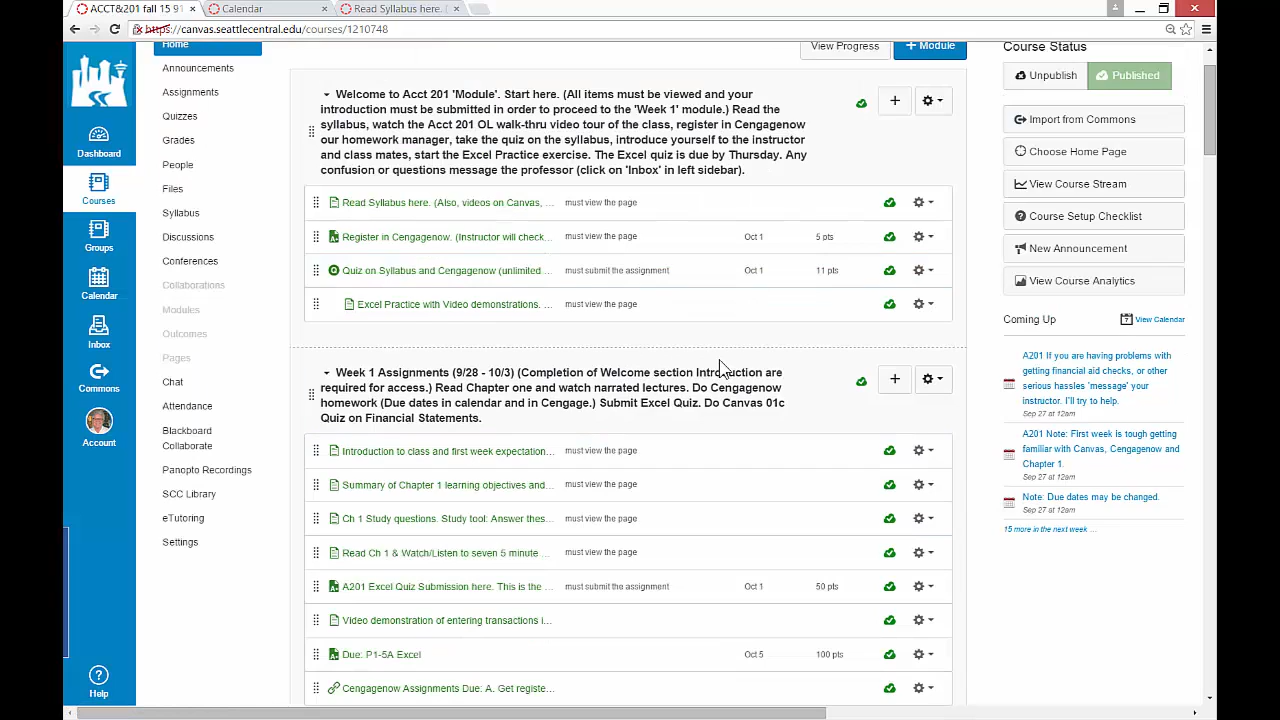 ACCT&201 fall 15 91
Calendar
Read Syllabus here. (
https://canvas.seattlecentral.edu/courses/1210748
Dashboard
Courses
Groups
Calendar
Inbox
Commons
Account
Help
Home
Announcements
Assignments
Quizzes
Grades
People
Files
Syllabus
Discussions
Conferences
Collaborations
Modules
Outcomes
Pages
Chat
Attendance
Blackboard
Collaborate
Panopto Recordings
SCC Library
eTutoring
Settings
View Progress
+ Module
Welcome to Acct 201 'Module'. Start here. (All items must be viewed and your
introduction must be submitted in order to proceed to the 'Week 1' module.) Read the
syllabus, watch the Acct 201 OL walk-thru video tour of the class, register in Cengagenow
our homework manager, take the quiz on the syllabus, introduce yourself to the instructor
and class mates, start the Excel Practice exercise. The Excel quiz is due by Thursday. Any
confusion or questions message the professor (click on 'Inbox' in left sidebar).
Read Syllabus here. (Also, videos on Canvas, ... must view the page
Register in Cengagenow. (Instructor will check... must view the page Oct 1 5 pts
Quiz on Syllabus and Cengagenow (unlimited ... must submit the assignment Oct 1 11 pts
Excel Practice with Video demonstrations. ... must view the page
Week 1 Assignments (9/28 - 10/3) (Completion of Welcome section Introduction are
required for access.) Read Chapter one and watch narrated lectures. Do Cengagenow
homework (Due dates in calendar and in Cengage.) Submit Excel Quiz. Do Canvas 01c
Quiz on Financial Statements.
Introduction to class and first week expectation... must view the page
Summary of Chapter 1 learning objectives and... must view the page
Ch 1 Study questions. Study tool: Answer thes... must view the page
Read Ch 1 & Watch/Listen to seven 5 minute ... must view the page
A201 Excel Quiz Submission here. This is the ... must submit the assignment Oct 1 50 pts
Video demonstration of entering transactions i...
Due: P1-5A Excel Oct 5 100 pts
Cengagenow Assignments Due: A. Get registe...
Course Status
Unpublish
Published
Import from Commons
Choose Home Page
View Course Stream
Course Setup Checklist
New Announcement
View Course Analytics
Coming Up
View Calendar
A201 If you are having problems with
getting financial aid checks, or other
serious hassles 'message' your
instructor. I'll try to help.
Sep 27 at 12am
A201 Note: First week is tough getting
familiar with Canvas, Cengagenow and
Chapter 1.
Sep 27 at 12am
Note: Due dates may be changed.
Sep 27 at 12am
15 more in the next week ...